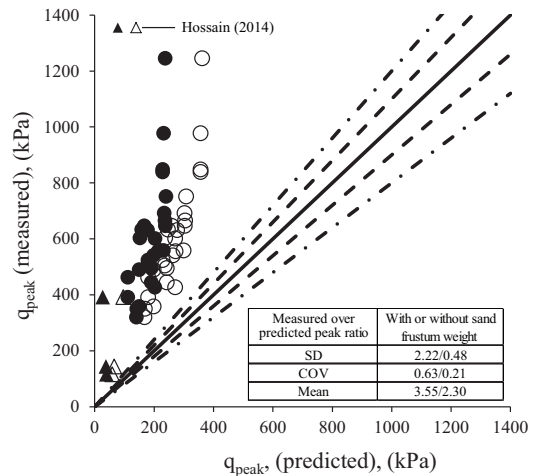 1400
▲ △ Hossain (2014)
1200
1000
800
600
400
200
0
q_peak (measured), (kPa)
Measured over predicted peak ratio
With or without sand frustum weight
SD 2.22/0.48
COV 0.63/0.21
Mean 3.55/2.30
0 200 400 600 800 1000 1200 1400
q_peak, (predicted), (kPa)